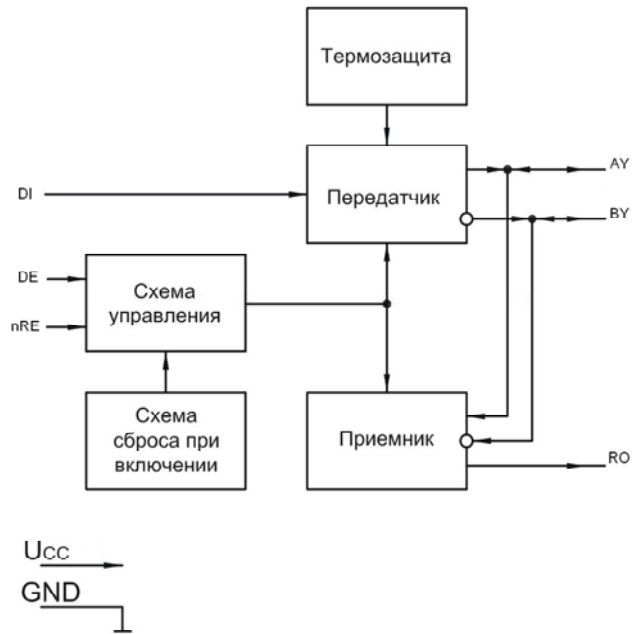 Термозащита
DI
Передатчик
AY
BY
DE
nRE
Схема
управления
Схема
сброса при
включении
Приемник
RO
Ucc
GND